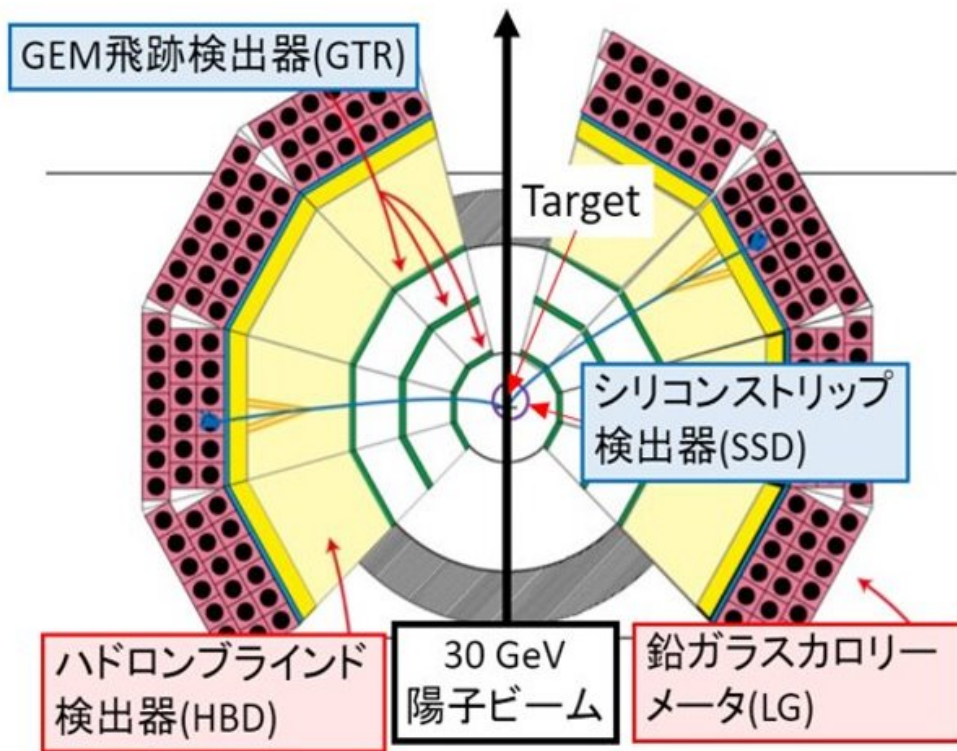 GEM飛跡検出器(GTR)
Target
シリコンストリップ
検出器(SSD)
ハドロンブラインド
検出器(HBD)
30 GeV
陽子ビーム
鉛ガラスカロリー
メータ(LG)